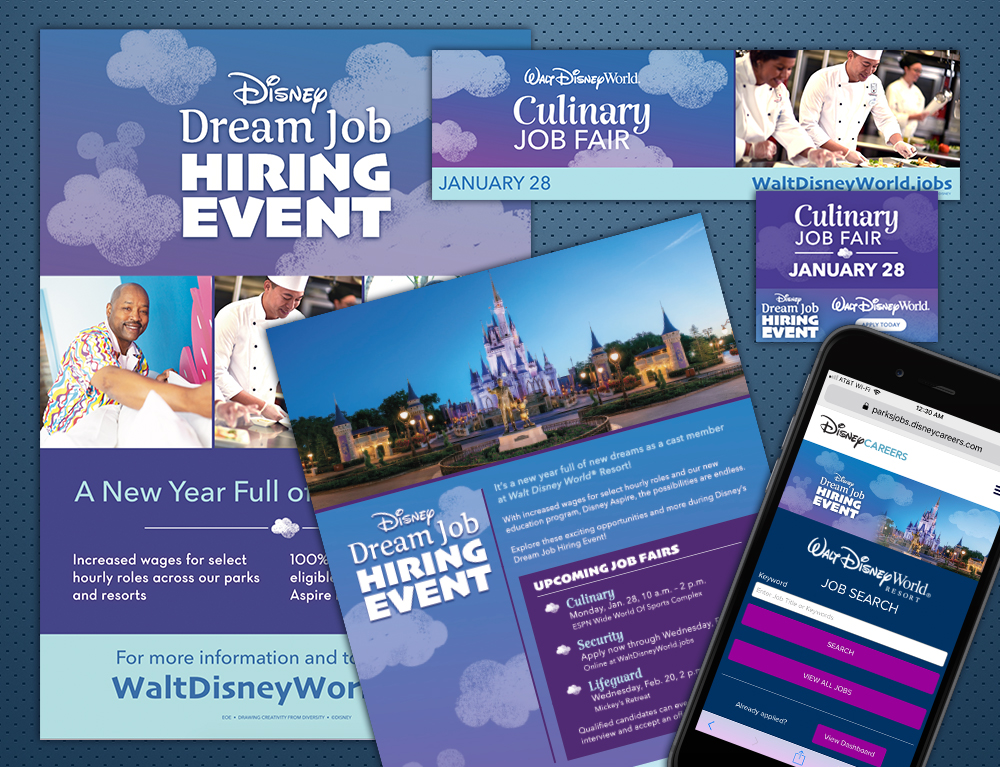 Disney
Dream Job
HIRING
EVENT
A New Year Full of
Increased wages for select
hourly roles across our parks
and resorts
100%
eligible
Aspire
For more information and to
WaltDisneyWor
EOE • DRAWING CREATIVITY FROM DIVERSITY • ©DISNEY
Walt Disney World.
Culinary
JOB FAIR
JANUARY 28
WaltDisneyWorld.jobs
Culinary
JOB FAIR
JANUARY 28
Disney
Dream Job
HIRING
EVENT
Walt Disney World.
APPLY TODAY
It's a new year full of new dreams as a cast member
at Walt Disney World® Resort!
With increased wages for select hourly roles and our new
education program, Disney Aspire, the possibilities are endless.
Explore these exciting opportunities and more during Disney's
Dream Job Hiring Event!
Disney
Dream Job
HIRING
EVENT
UPCOMING JOB FAIRS
Culinary
Monday, Jan. 28, 10 a.m. - 2 p.m.
ESPN Wide World Of Sports Complex
Security
Apply now through Wednesday,
Online at WaltDisneyWorld.jobs
Lifeguard
Wednesday, Feb. 20, 2 p.m
Mickey's Retreat
Qualified candidates can
interview and accept an
AT&T Wi-Fi
12:30 AM
parksjobs.disneycareers.com
Disney CAREERS
Disney
Dream Job
HIRING
EVENT
Walt Disney World®
RESORT
JOB SEARCH
Keyword
Enter Job Title or Keywords
SEARCH
VIEW ALL JOBS
Already applied?
View Dashboard